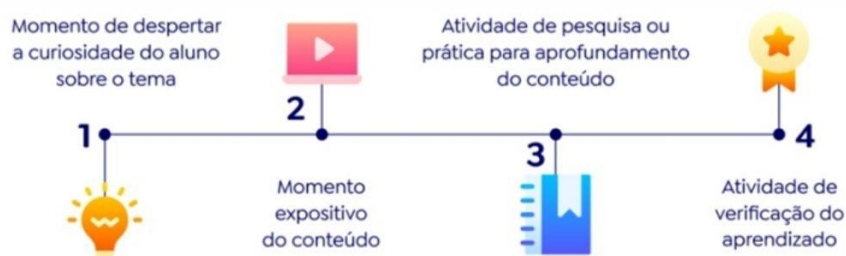 Momento de despertar
a curiosidade do aluno
sobre o tema
1
2
Momento
expositivo
do conteúdo
Atividade de pesquisa ou
prática para aprofundamento
do conteúdo
3
4
Atividade de
verificação do
aprendizado